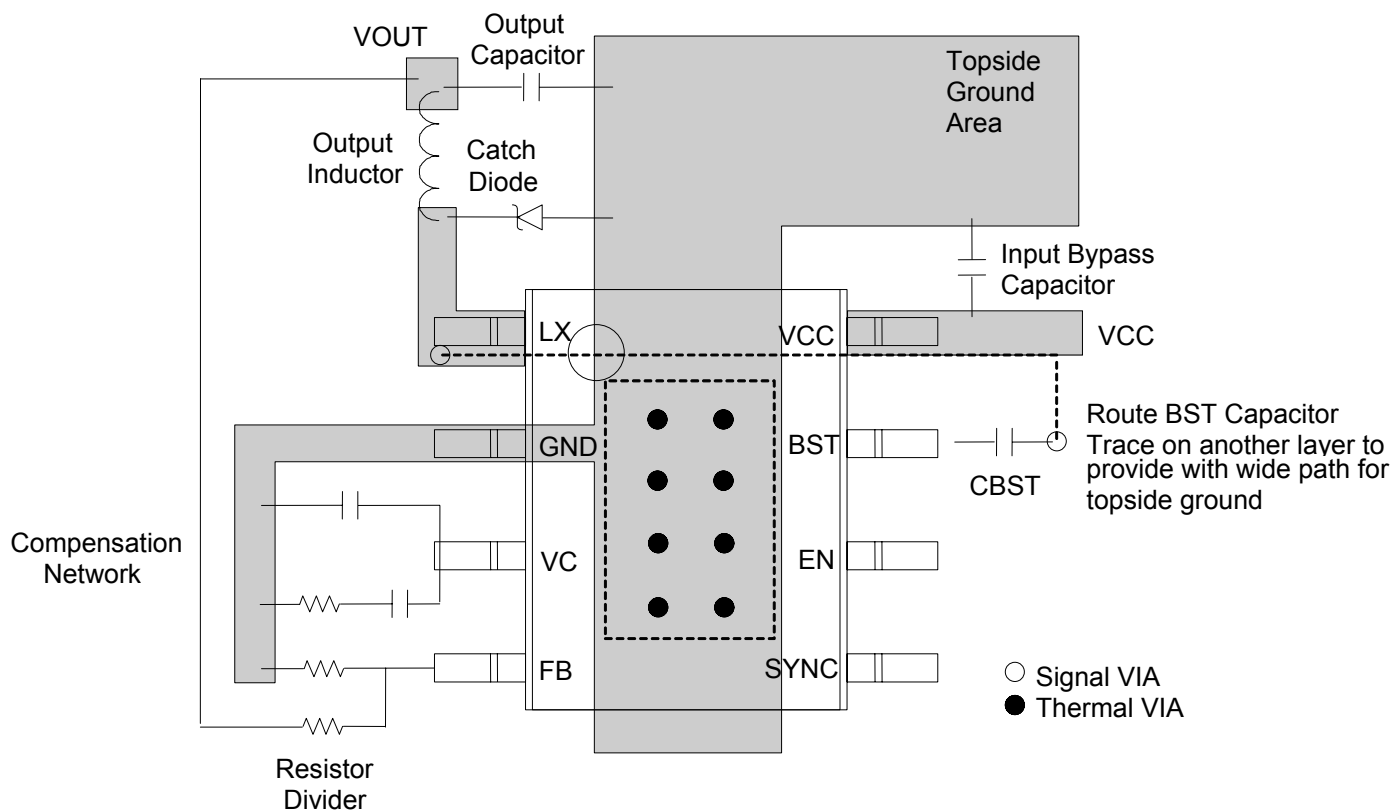 VOUT
Output
Capacitor
Topside
Ground
Area
Output
Inductor
Catch
Diode
Input Bypass
Capacitor
LX
VCC
VCC
GND
BST
CBST
Route BST Capacitor
Trace on another layer to
provide with wide path for
topside ground
Compensation
Network
VC
EN
FB
SYNC
Signal VIA
Thermal VIA
Resistor
Divider